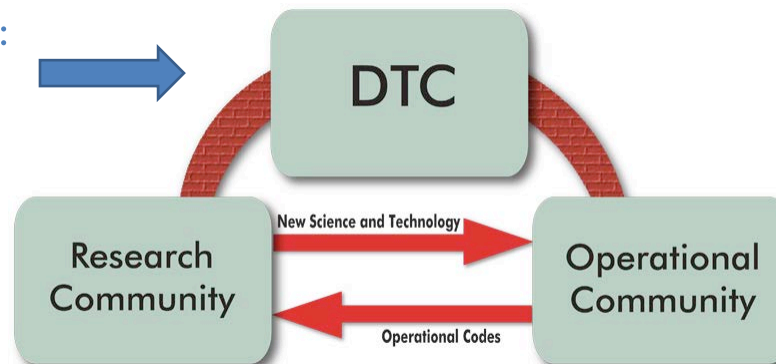 :
DTC
New Science and Technology
Research
Community
Operational
Community
Operational Codes